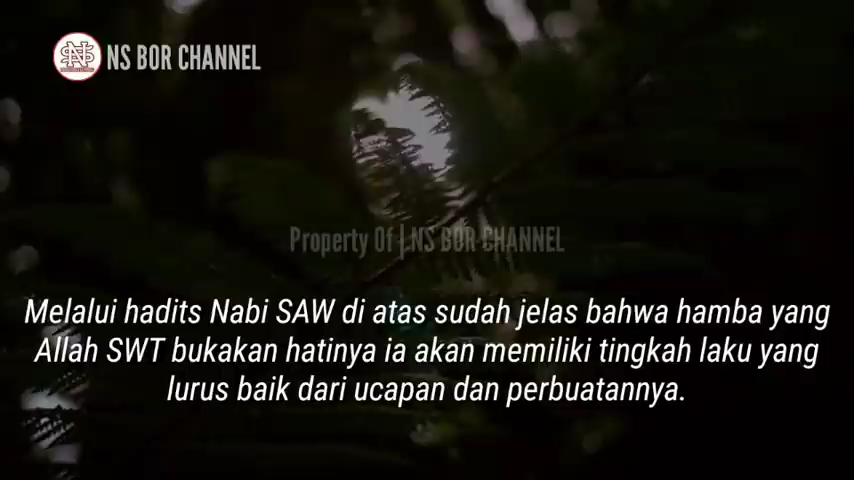 NS BOR CHANNEL
Property Of | NS BOR CHANNEL
Melalui hadits Nabi SAW di atas sudah jelas bahwa hamba yang
Allah SWT bukakan hatinya ia akan memiliki tingkah laku yang
lurus baik dari ucapan dan perbuatannya.